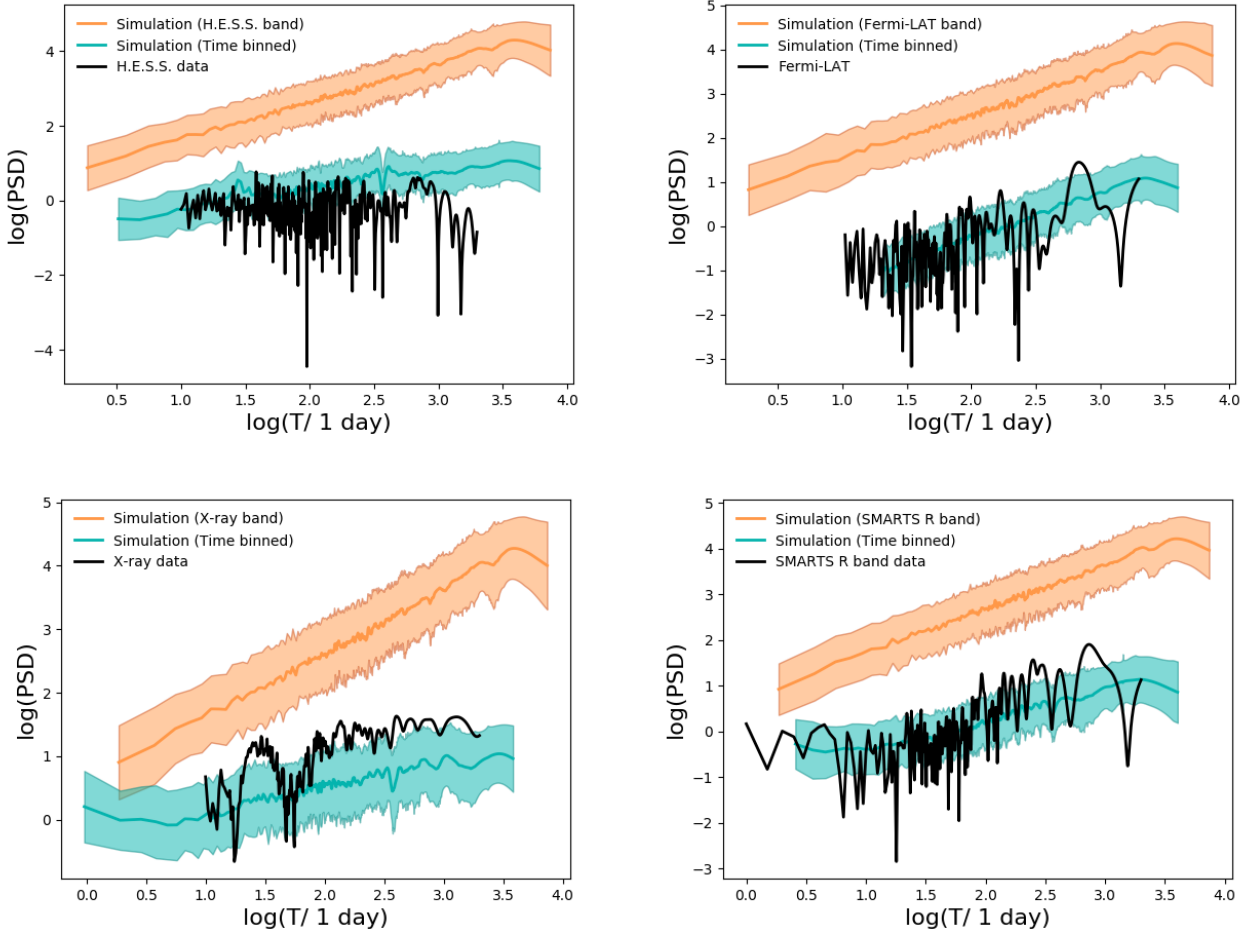 Simulation (H.E.S.S. band)
Simulation (Time binned)
H.E.S.S. data
log(PSD)
4
2
0
−2
−4
0.5 1.0 1.5 2.0 2.5 3.0 3.5 4.0
log(T/ 1 day)
Simulation (Fermi-LAT band)
Simulation (Time binned)
Fermi-LAT
log(PSD)
5
4
3
2
1
0
−1
−2
−3
0.5 1.0 1.5 2.0 2.5 3.0 3.5 4.0
log(T/ 1 day)
Simulation (X-ray band)
Simulation (Time binned)
X-ray data
log(PSD)
5
4
3
2
1
0
0.0 0.5 1.0 1.5 2.0 2.5 3.0 3.5 4.0
log(T/ 1 day)
Simulation (SMARTS R band)
Simulation (Time binned)
SMARTS R band data
log(PSD)
5
4
3
2
1
0
−1
−2
−3
0.0 0.5 1.0 1.5 2.0 2.5 3.0 3.5 4.0
log(T/ 1 day)